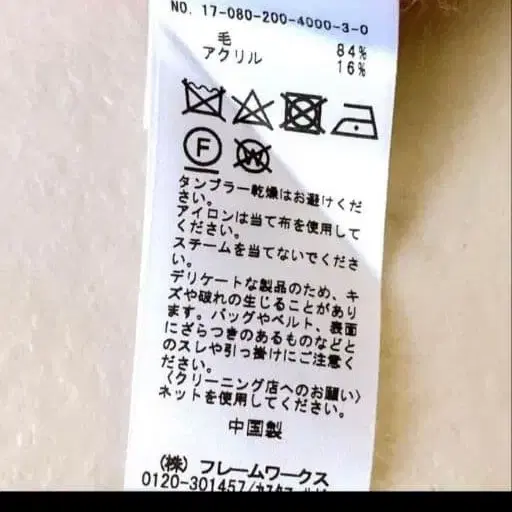 NO. 17-080-200-4000-3-0
毛 84%
アクリル 16%
F
W
タンブラー乾燥はお避けくだ
さい。
アイロンは当て布を使用して
ください。
スチームを当てないでくださ
い。
デリケートな製品のため、キ
ズや破れの生じることがあり
ます。バッグやベルト、表面
にざらつきのあるものなどと
のスレや引っ掛けにご注意く
ださい。
〈クリーニング店へのお願い〉
ネットを使用してください。
中国製
(株) フレームワークス
0120-301457/